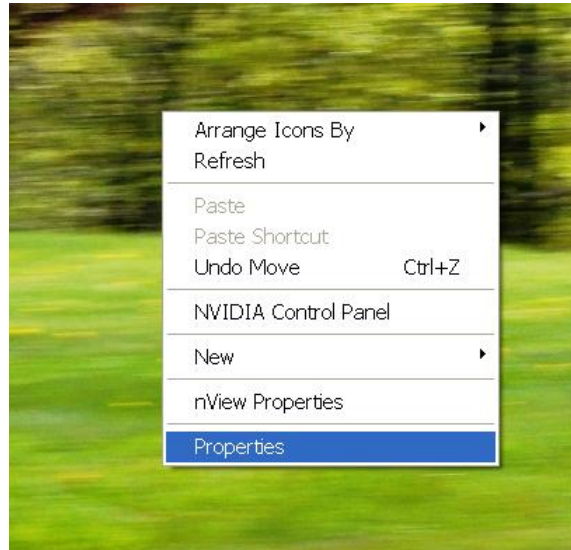 Arrange Icons By
Refresh
Paste
Paste Shortcut
Undo Move Ctrl+Z
NVIDIA Control Panel
New
nView Properties
Properties